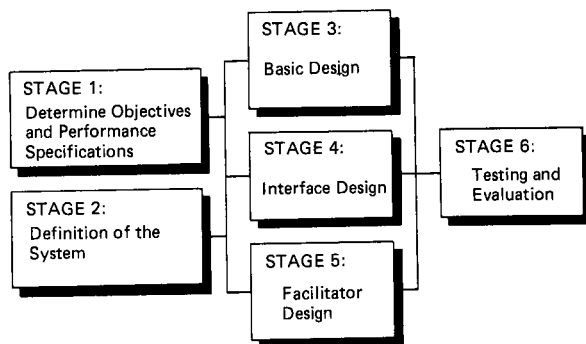 STAGE 1:
Determine Objectives
and Performance
Specifications
STAGE 2:
Definition of the
System
STAGE 3:
Basic Design
STAGE 4:
Interface Design
STAGE 5:
Facilitator
Design
STAGE 6:
Testing and
Evaluation